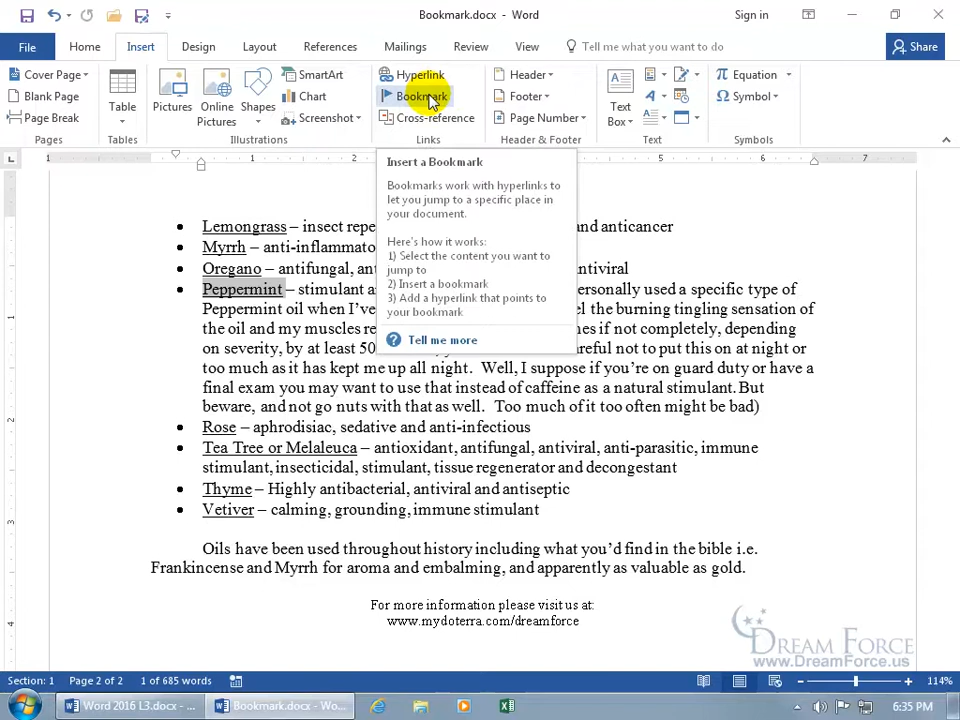 Bookmark.docx - Word
Sign in
File
Home
Insert
Design
Layout
References
Mailings
Review
View
Tell me what you want to do
Share
Cover Page
Blank Page
Page Break
Pages
Table
Tables
Pictures
Online Pictures
Shapes
SmartArt
Chart
Screenshot
Illustrations
Hyperlink
Bookmark
Cross-reference
Links
Header
Footer
Page Number
Header & Footer
Text Box
Text
Equation
Symbol
Symbols
1 1 2 6 7
Insert a Bookmark
Bookmarks work with hyperlinks to
let you jump to a specific place in
your document.
Here's how it works:
1) Select the content you want to
jump to
2) Insert a bookmark
3) Add a hyperlink that points to
your bookmark
Tell me more
• Lemongrass – insect repe and anticancer
• Myrrh – anti-inflammato
• Oregano – antifungal, ant ntiviral
• Peppermint – stimulant a ersonally used a specific type of
Peppermint oil when I've el the burning tingling sensation of
the oil and my muscles re nes if not completely, depending
on severity, by at least 50 areful not to put this on at night or
too much as it has kept me up all night. Well, I suppose if you're on guard duty or have a
final exam you may want to use that instead of caffeine as a natural stimulant. But
beware, and not go nuts with that as well. Too much of it too often might be bad)
• Rose – aphrodisiac, sedative and anti-infectious
• Tea Tree or Melaleuca – antioxidant, antifungal, antiviral, anti-parasitic, immune
stimulant, insecticidal, stimulant, tissue regenerator and decongestant
• Thyme – Highly antibacterial, antiviral and antiseptic
• Vetiver – calming, grounding, immune stimulant
Oils have been used throughout history including what you'd find in the bible i.e.
Frankincense and Myrrh for aroma and embalming, and apparently as valuable as gold.
For more information please visit us at:
www.mydoterra.com/dreamforce
1
2
3
4
DREAM FORCE
www.DreamForce.us
Section: 1 Page 2 of 2 1 of 685 words 114%
Word 2016 L3.docx - ...
Bookmark.docx - Wo...
6:35 PM